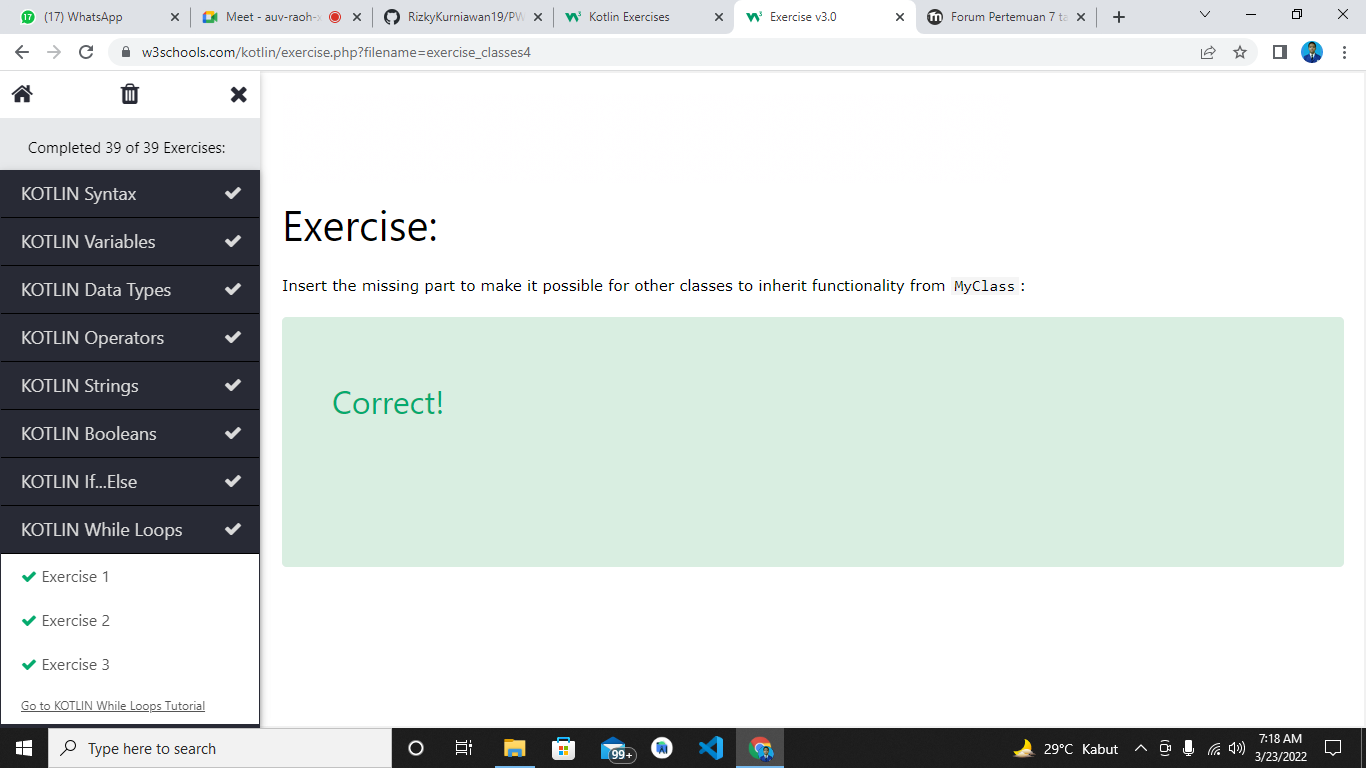 (17) WhatsApp
Meet - auv-raoh-
RizkyKurniawan19/PW
Kotlin Exercises
Exercise v3.0
Forum Pertemuan 7 ta
w3schools.com/kotlin/exercise.php?filename=exercise_classes4
Completed 39 of 39 Exercises:
KOTLIN Syntax
KOTLIN Variables
KOTLIN Data Types
KOTLIN Operators
KOTLIN Strings
KOTLIN Booleans
KOTLIN If...Else
KOTLIN While Loops
Exercise 1
Exercise 2
Exercise 3
Go to KOTLIN While Loops Tutorial
Exercise:
Insert the missing part to make it possible for other classes to inherit functionality from MyClass:
Correct!
Type here to search
99+
29°C Kabut
7:18 AM
3/23/2022